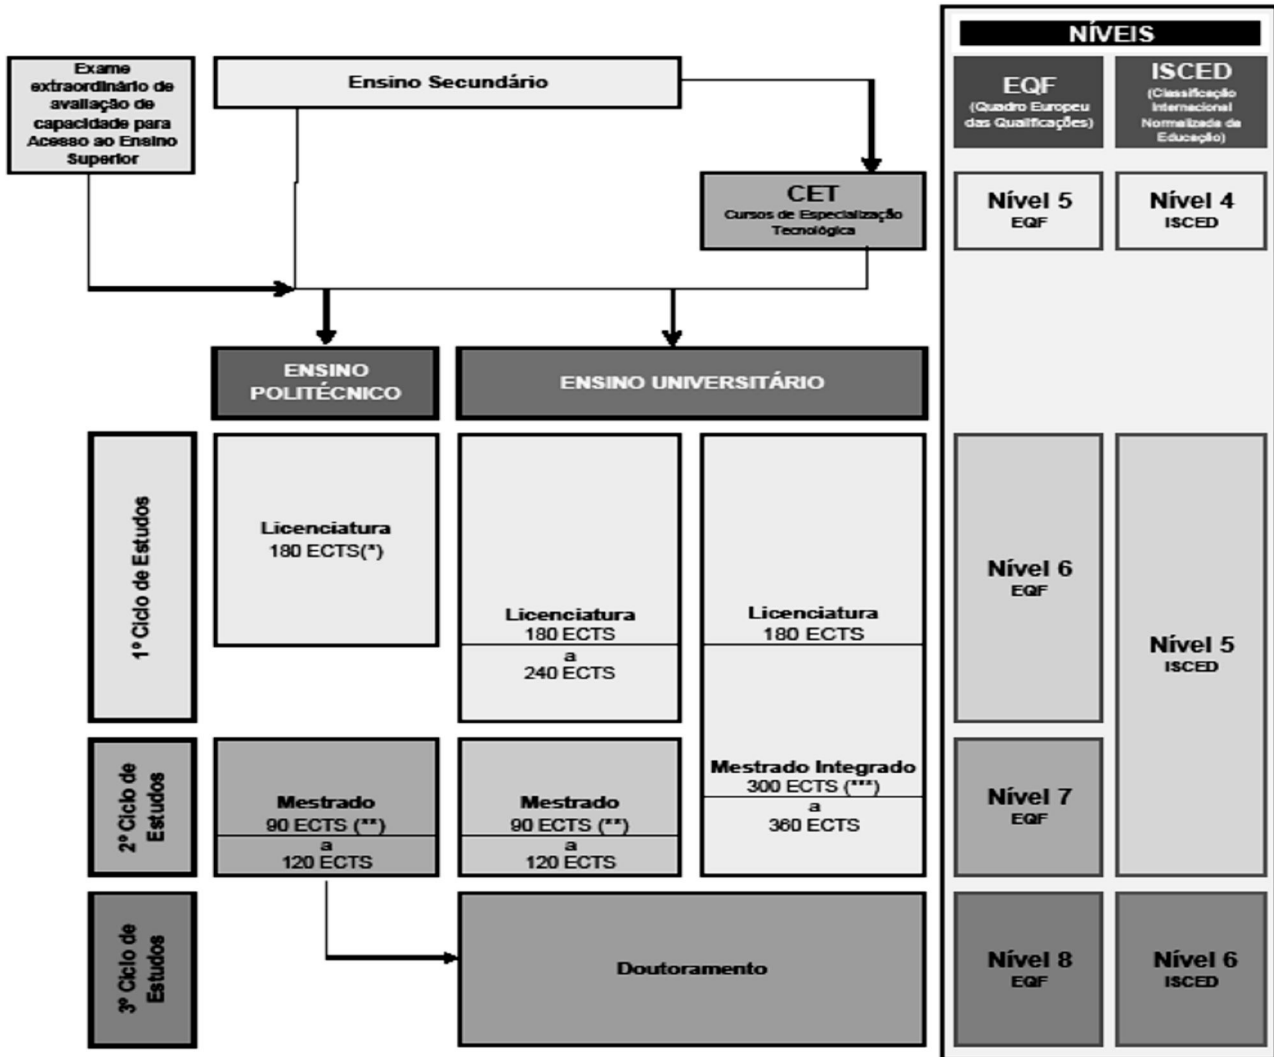 NÍVEIS
Exame
extraordinário de
avaliação de
capacidade para
Acesso ao Ensino
Superior
Ensino Secundário
EQF
(Quadro Europeu
das Qualificações)
ISCED
(Classificação
Internacional
Normalizada da
Educação)
CET
Cursos de Especialização
Tecnológica
Nível 5
EQF
Nível 4
ISCED
ENSINO
POLITÉCNICO
ENSINO UNIVERSITÁRIO
1º Ciclo de Estudos
Licenciatura
180 ECTS(*)
Licenciatura
180 ECTS
a
240 ECTS
Licenciatura
180 ECTS
Nível 6
EQF
Nível 5
ISCED
2º Ciclo de
Estudos
Mestrado
90 ECTS (**)
a
120 ECTS
Mestrado
90 ECTS (**)
a
120 ECTS
Mestrado Integrado
300 ECTS (***)
a
360 ECTS
Nível 7
EQF
3º Ciclo de
Estudos
Doutoramento
Nível 8
EQF
Nível 6
ISCED